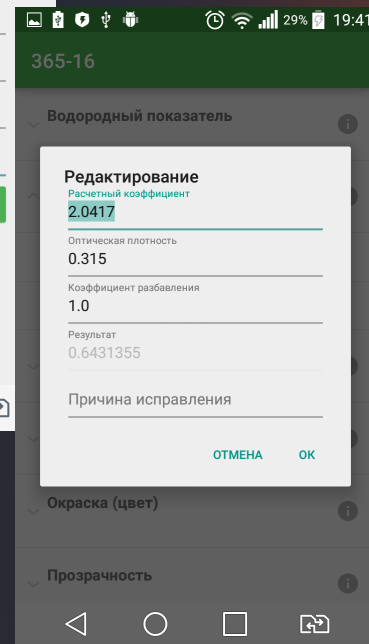 29% 19:41
365-16
Водородный показатель
Редактирование
Расчетный коэффициент
2.0417
Оптическая плотность
0.315
Коэффициент разбавления
1.0
Результат
0.6431355
Причина исправления
ОТМЕНА ОК
Окраска (цвет)
Прозрачность